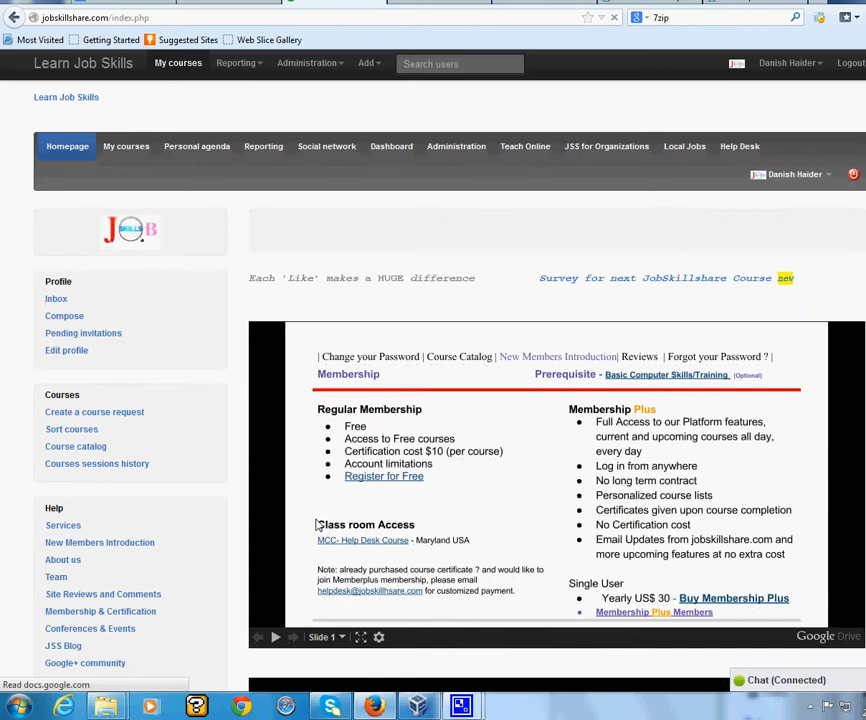 jobskillshare.com/index.php
7zip
Most Visited Getting Started Suggested Sites Web Slice Gallery
Learn Job Skills My courses Reporting Administration Add Search users Danish Haider Logout
Learn Job Skills
Homepage My courses Personal agenda Reporting Social network Dashboard Administration Teach Online JSS for Organizations Local Jobs Help Desk
Danish Haider
JOB SKILLS
Each 'Like' makes a HUGE difference Survey for next JobSkillshare Course new
Profile
Inbox
Compose
Pending invitations
Edit profile
Courses
Create a course request
Sort courses
Course catalog
Courses sessions history
Help
Services
New Members Introduction
About us
Team
Site Reviews and Comments
Membership & Certification
Conferences & Events
JSS Blog
Google+ community
| Change your Password | Course Catalog | New Members Introduction| Reviews | Forgot your Password ? |
Membership Prerequisite - Basic Computer Skills/Training (Optional)
Regular Membership
Free
Access to Free courses
Certification cost $10 (per course)
Account limitations
Register for Free
Class room Access
MCC- Help Desk Course - Maryland USA
Note: already purchased course certificate ? and would like
to join Memberplus membership, please email
helpdesk@jobskillhsare.com for customized payment.
Membership Plus
Full Access to our Platform features,
current and upcoming courses all day,
every day
Log in from anywhere
No long term contract
Personalized course lists
Certificates given upon course completion
No Certification cost
Email Updates from jobskillshare.com and
more upcoming features at no extra cost
Single User
Yearly US$ 30 - Buy Membership Plus
Membership Plus Members
Slide 1
Google Drive
Chat (Connected)
Read docs.google.com